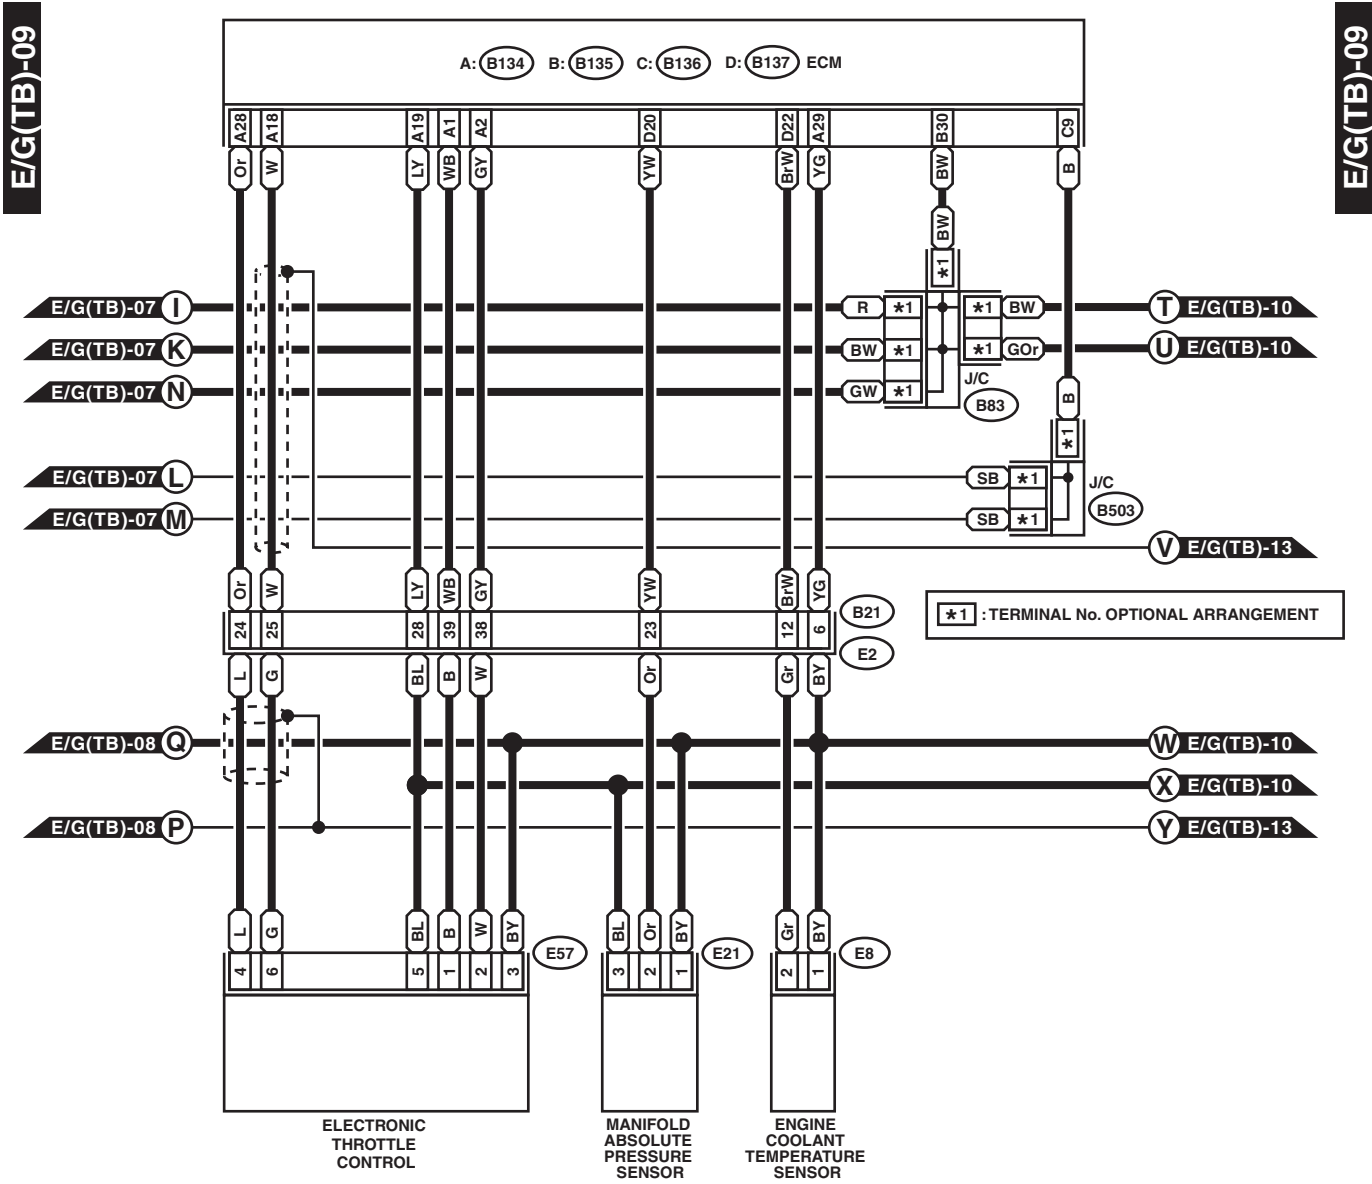 E/G(TB)-09
E/G(TB)-09
A: B134 B: B135 C: B136 D: B137 ECM
A28 A18 A19 A1 A2 D20 D22 A29 B30 C9
Or W LY WB GY YW BrW YG BW B
BW
*1
E/G(TB)-07 I R *1 *1 BW T E/G(TB)-10
E/G(TB)-07 K BW *1 *1 GOr U E/G(TB)-10
E/G(TB)-07 N GW *1
J/C
B83
B
*1
E/G(TB)-07 L SB *1
J/C
B503
E/G(TB)-07 M SB *1
V E/G(TB)-13
Or W LY WB GY YW BrW YG
24 25 28 39 38 23 12 6
B21
E2
*1 : TERMINAL No. OPTIONAL ARRANGEMENT
L G BL B W Or Gr BY
E/G(TB)-08 Q W E/G(TB)-10
X E/G(TB)-10
E/G(TB)-08 P Y E/G(TB)-13
L G BL B W BY BL Or BY Gr BY
4 6 5 1 2 3 E57 3 2 1 E21 2 1 E8
ELECTRONIC
THROTTLE
CONTROL
MANIFOLD
ABSOLUTE
PRESSURE
SENSOR
ENGINE
COOLANT
TEMPERATURE
SENSOR